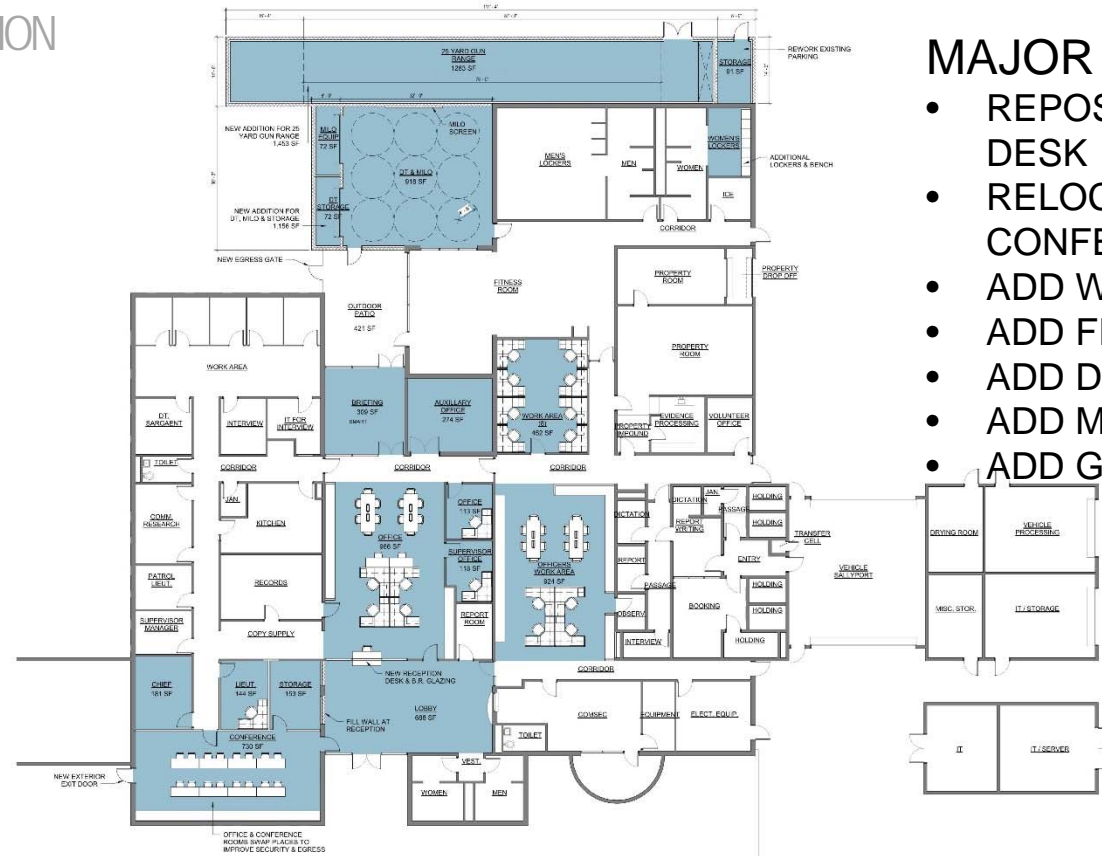 ION
MAJOR
• REPOS
DESK
• RELOC
CONFE
• ADD W
• ADD F
• ADD D
• ADD M
• ADD G
25 YARD GUN
RANGE
1283 SF
STORAGE
91 SF
REWORK EXISTING
PARKING
NEW ADDITION FOR 25
YARD GUN RANGE
1,453 SF
MILO
EQUIP
72 SF
MILO
SCREEN
DT & MILO
918 SF
DT
STORAGE
72 SF
NEW ADDITION FOR
DT, MILO & STORAGE
1,156 SF
MEN'S
LOCKERS
MEN
WOMEN
WOMEN'S
LOCKERS
ADDITIONAL
LOCKERS & BENCH
ICE
CORRIDOR
NEW EGRESS GATE
OUTDOOR
PATIO
421 SF
FITNESS
ROOM
PROPERTY
ROOM
PROPERTY
DROP OFF
PROPERTY
ROOM
WORK AREA
DT.
SARGAENT
INTERVIEW
IT FOR
INTERVIEW
BRIEFING
309 SF
SMART
AUXILLARY
OFFICE
274 SF
WORK AREA
(8)
452 SF
PROPERTY
IMPOUND
EVIDENCE
PROCESSING
VOLUNTEER
OFFICE
TOILET
CORRIDOR
CORRIDOR
CORRIDOR
JAN.
COMM.
RESEARCH
KITCHEN
OFFICE
966 SF
OFFICE
113 SF
SUPERVISOR
OFFICE
118 SF
OFFICERS
WORK AREA
924 SF
DICTATION
REPORT
OBSERV.
DICTATION
JAN.
PASSAGE
REPORT
WRITING
HOLDING
HOLDING
ENTRY
TRANSFER
CELL
PASSAGE
BOOKING
HOLDING
HOLDING
HOLDING
INTERVIEW
VEHICLE
SALLYPORT
DRYING ROOM
VEHICLE
PROCESSING
MISC. STOR.
IT / STORAGE
PATROL
LIEUT.
RECORDS
SUPERVISOR
MANAGER
COPY SUPPLY
REPORT
ROOM
CORRIDOR
CHIEF
181 SF
LIEUT.
144 SF
STORAGE
153 SF
NEW RECEPTION
DESK & B.R. GLAZING
LOBBY
688 SF
FILL WALL AT
RECEPTION
CONFERENCE
730 SF
COMSEC
EQUIPMENT
ELECT. EQUIP.
TOILET
IT
IT / SERVER
VEST.
WOMEN
MEN
NEW EXTERIOR
EXIT DOOR
OFFICE & CONFERENCE
ROOMS SWAP PLACES TO
IMPROVE SECURITY & EGRESS